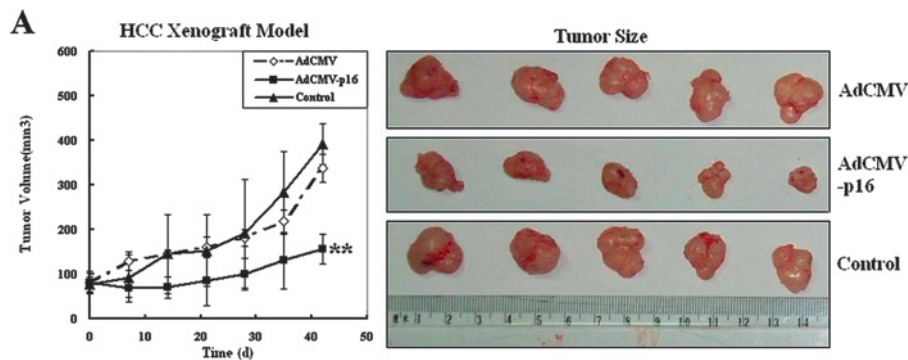 A
HCC Xenograft Model
Tumor Volume(mm3)
600
500
400
300
200
100
0
0 10 20 30 40 50
Time (d)
AdCMV
AdCMV-p16
Control
**
Tumor Size
AdCMV
AdCMV
-p16
Control
1 2 3 4 5 6 7 8 9 10 11 12 13 14